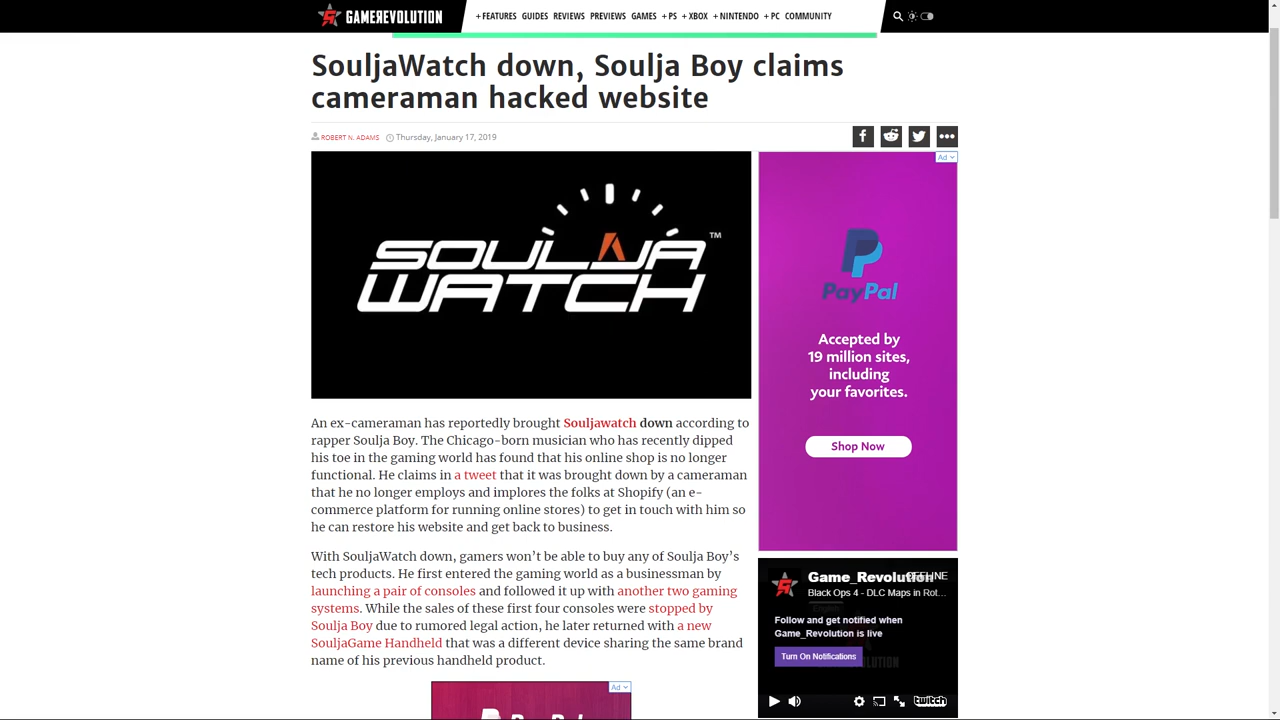 GAMEREVOLUTION
+ FEATURES GUIDES REVIEWS PREVIEWS GAMES + PS + XBOX + NINTENDO + PC COMMUNITY
SouljaWatch down, Soulja Boy claims
cameraman hacked website
ROBERT N. ADAMS Thursday, January 17, 2019
SOULJA
WATCH
TM
An ex-cameraman has reportedly brought Souljawatch down according to
rapper Soulja Boy. The Chicago-born musician who has recently dipped
his toe in the gaming world has found that his online shop is no longer
functional. He claims in a tweet that it was brought down by a cameraman
that he no longer employs and implores the folks at Shopify (an e-
commerce platform for running online stores) to get in touch with him so
he can restore his website and get back to business.
With SouljaWatch down, gamers won’t be able to buy any of Soulja Boy’s
tech products. He first entered the gaming world as a businessman by
launching a pair of consoles and followed it up with another two gaming
systems. While the sales of these first four consoles were stopped by
Soulja Boy due to rumored legal action, he later returned with a new
SouljaGame Handheld that was a different device sharing the same brand
name of his previous handheld product.
Ad
Ad
PayPal
Accepted by
19 million sites,
including
your favorites.
Shop Now
Game_Revolution OFFLINE
Black Ops 4 - DLC Maps in Rot...
English
Follow and get notified when
Game_Revolution is live
Turn On Notifications
twitch